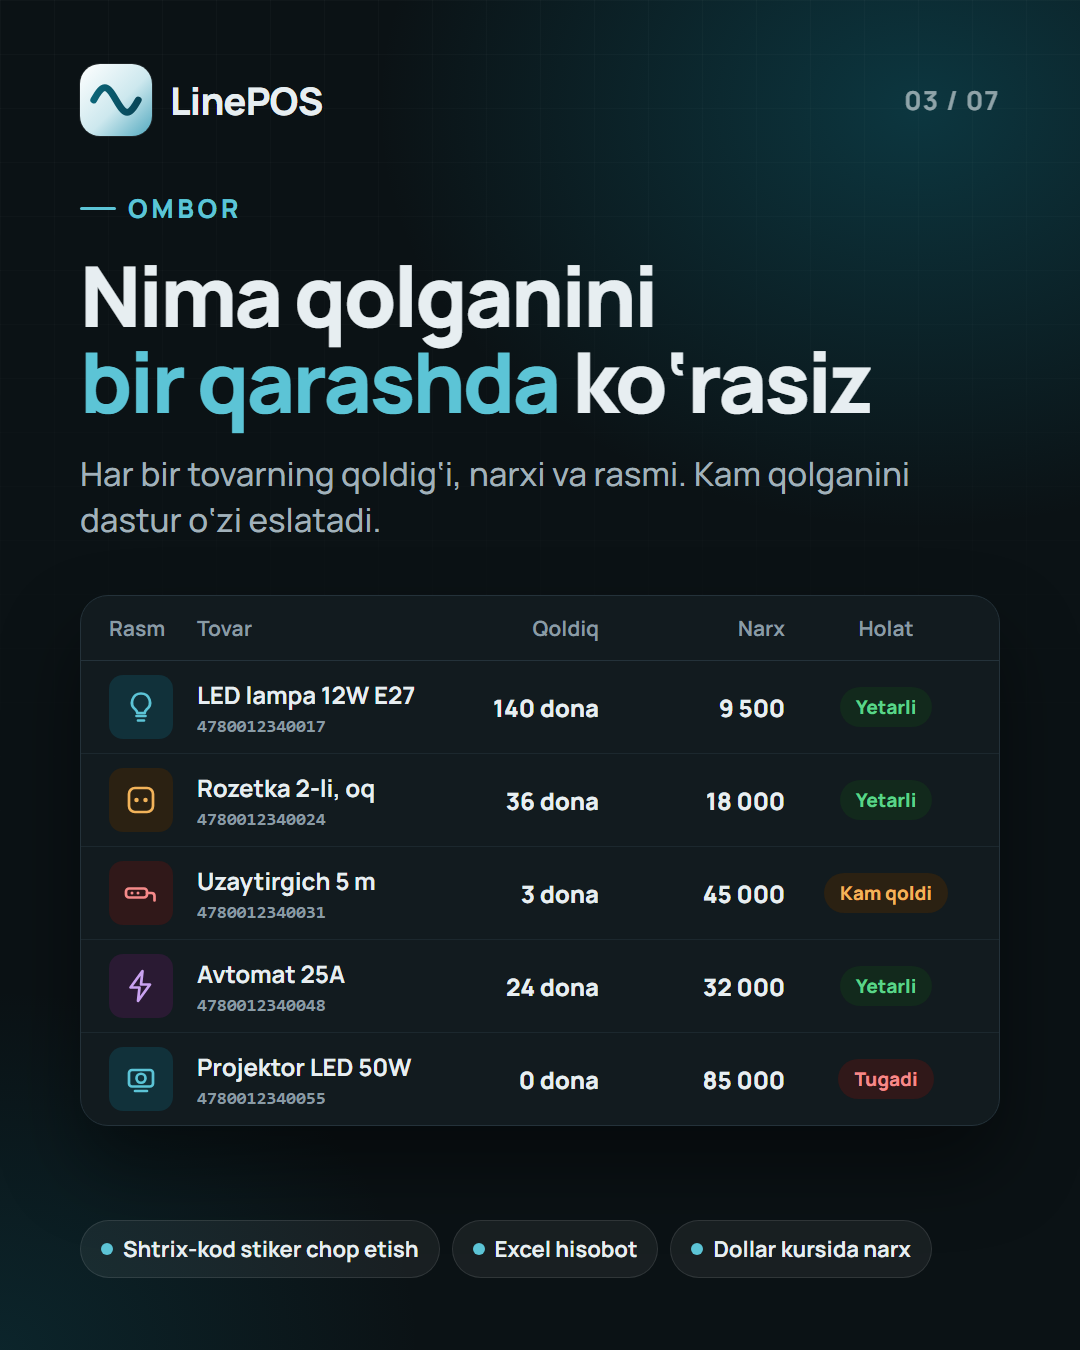 LinePOS
03 / 07
OMBOR
Nima qolganini
bir qarashda koʻrasiz
Har bir tovarning qoldigʻi, narxi va rasmi. Kam qolganini
dastur oʻzi eslatadi.
Rasm Tovar Qoldiq Narx Holat
LED lampa 12W E27
4780012340017
140 dona 9 500 Yetarli
Rozetka 2-li, oq
4780012340024
36 dona 18 000 Yetarli
Uzaytirgich 5 m
4780012340031
3 dona 45 000 Kam qoldi
Avtomat 25A
4780012340048
24 dona 32 000 Yetarli
Projektor LED 50W
4780012340055
0 dona 85 000 Tugadi
Shtrix-kod stiker chop etish
Excel hisobot
Dollar kursida narx